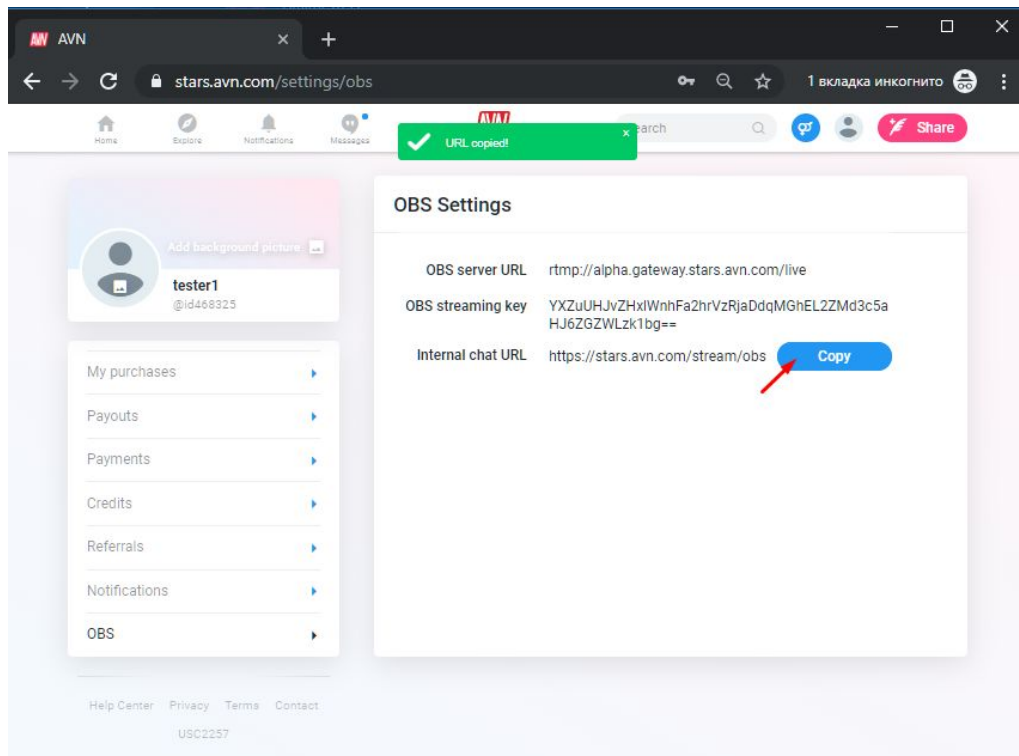 AVN
stars.avn.com/settings/obs
1 вкладка инкогнито
Home
Explore
Notifications
Messages
AVN
URL copied!
x
earch
Share
OBS Settings
Add background picture
tester1
@id468325
OBS server URL rtmp://alpha.gateway.stars.avn.com/live
OBS streaming key YXZuUHJvZHxIWnhFa2hrVzRjaDdqMGhEL2ZMd3c5a
HJ6ZGZWLzk1bg==
Internal chat URL https://stars.avn.com/stream/obs Copy
My purchases
Payouts
Payments
Credits
Referrals
Notifications
OBS
Help Center Privacy Terms Contact
USC2257